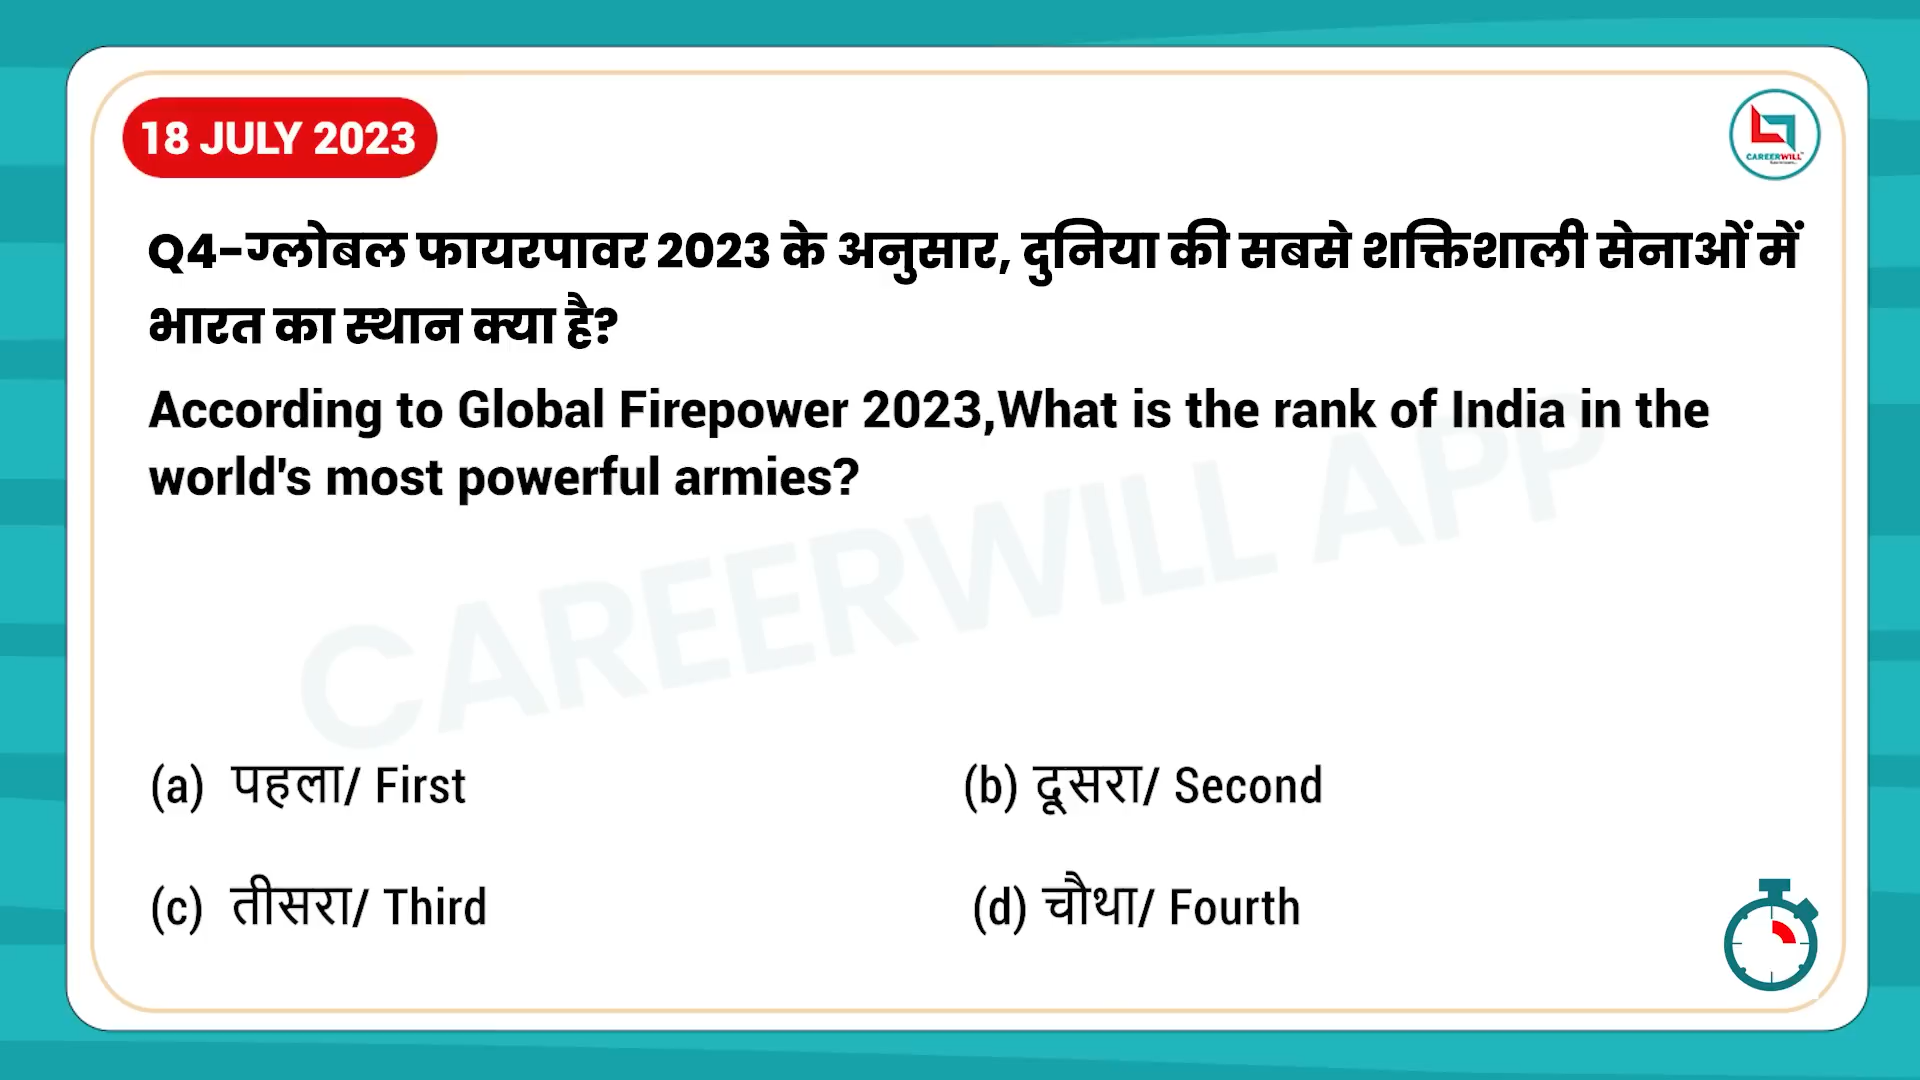 18 JULY 2023
CAREERWILL
Q4-ग्लोबल फायरपावर 2023 के अनुसार, दुनिया की सबसे शक्तिशाली सेनाओं में
भारत का स्थान क्या है?
According to Global Firepower 2023,What is the rank of India in the
world's most powerful armies?
CAREERWILL APP
(a) पहला/ First
(b) दूसरा/ Second
(c) तीसरा/ Third
(d) चौथा/ Fourth